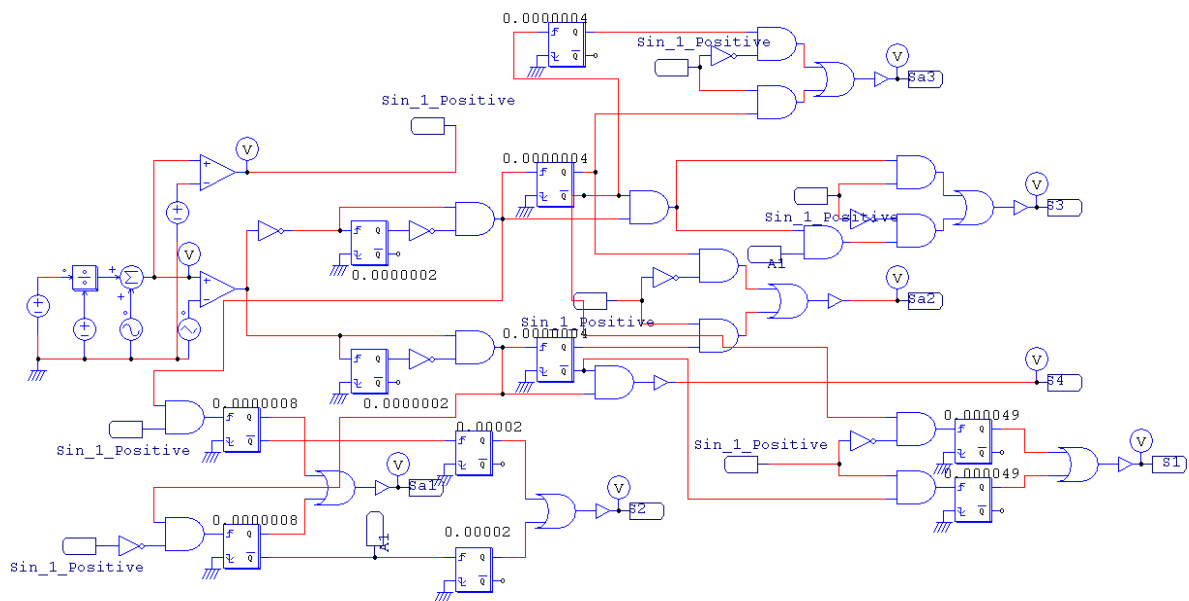 0.0000004
Sin_1_Positive
V
Sa3
Sin_1_Positive
V
0.0000004
V
S3
Sin_1_Positive
A1
V
0.0000002
V
Sa2
Sin_1_Positive
0.0000004
V
S4
0.0000002
0.0000008
0.00002
0.000049
Sin_1_Positive
Sin_1_Positive
V
S1
V
Sa1
0.000049
V
S2
0.0000008
A1
0.00002
Sin_1_Positive